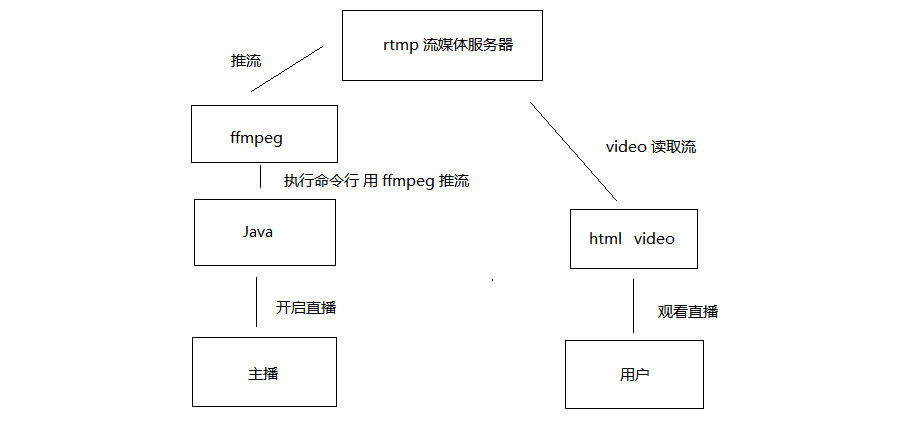 rtmp 流媒体服务器
推流
ffmpeg
video 读取流
执行命令行 用 ffmpeg 推流
Java
html video
开启直播
观看直播
主播
用户